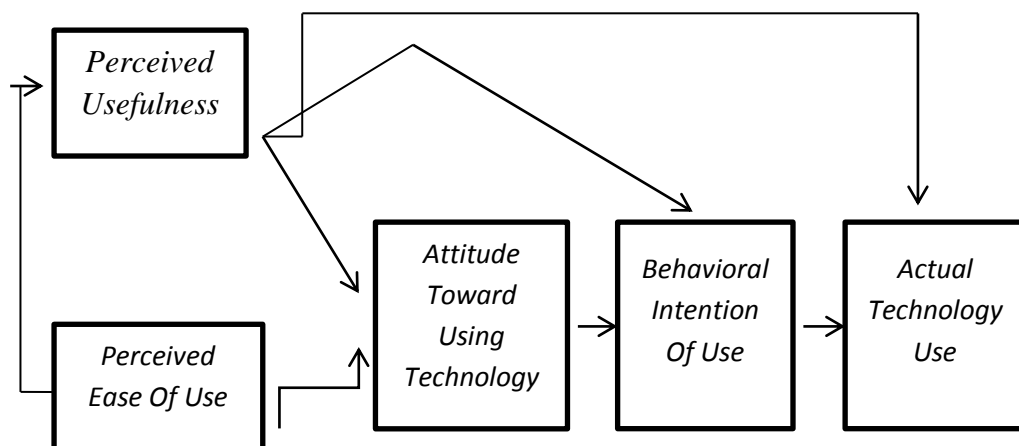 Perceived
Usefulness
Attitude
Toward
Using
Technology
Behavioral
Intention
Of Use
Actual
Technology
Use
Perceived
Ease Of Use